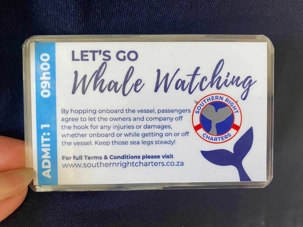 LET'S GO
Whale Watching
By hopping onboard the vessel, passengers
agree to let the owners and company off
the hook for any injuries or damages,
whether onboard or while getting on or off
the vessel. Keep those sea legs steady!
For full Terms & Conditions please visit
www.southernrightcharters.co.za
ADMIT: 1 09h00
SOUTHERN RIGHT
CHARTERS